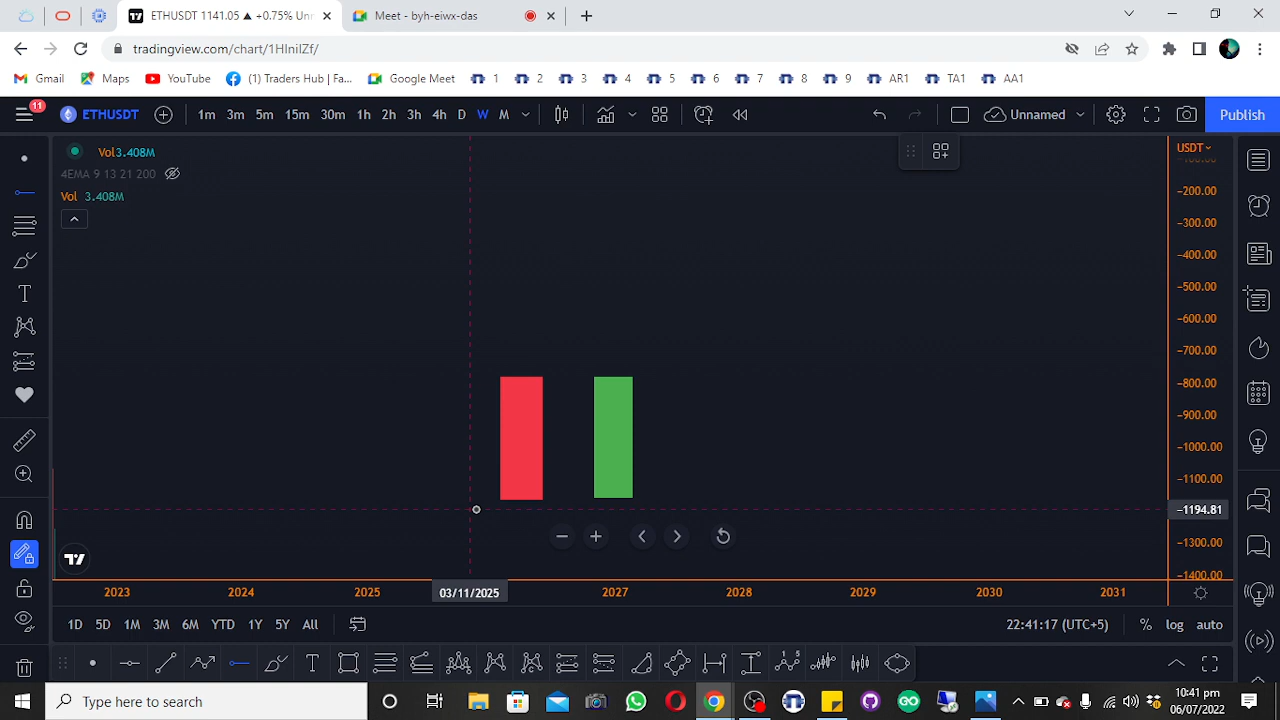 ETHUSDT 1141.05 ▲ +0.75% Unr
Meet - byh-eiwx-das
tradingview.com/chart/1HIniIZf/
Gmail Maps YouTube (1) Traders Hub | Fa... Google Meet 1 2 3 4 5 6 7 8 9 AR1 TA1 AA1
11 ETHUSDT 1m 3m 5m 15m 30m 1h 2h 3h 4h D W M Unnamed Publish
Vol3.408M
4EMA 9 13 21 200
Vol 3.408M
USDT
−200.00
−300.00
−400.00
−500.00
−600.00
−700.00
−800.00
−900.00
−1000.00
−1100.00
−1194.81
−1300.00
−1400.00
2023 2024 2025 03/11/2025 2027 2028 2029 2030 2031
1D 5D 1M 3M 6M YTD 1Y 5Y All 22:41:17 (UTC+5) % log auto
Type here to search
10:41 pm
06/07/2022